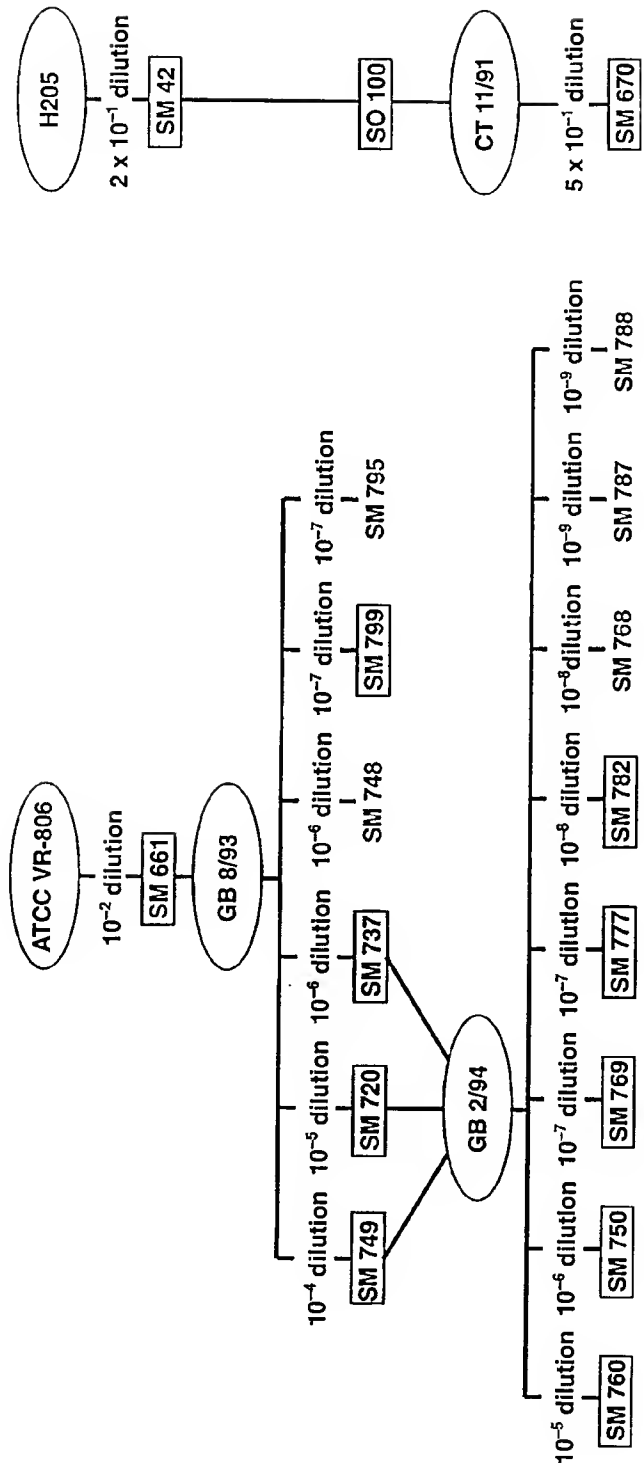 ATCC VR-806
10⁻² dilution
SM 661
GB 8/93
10⁻⁴ dilution
SM 749
10⁻⁵ dilution
SM 720
10⁻⁶ dilution
SM 737
10⁻⁶ dilution
SM 748
10⁻⁷ dilution
SM 799
10⁻⁷ dilution
SM 795
GB 2/94
10⁻⁵ dilution
SM 760
10⁻⁶ dilution
SM 750
10⁻⁷ dilution
SM 769
10⁻⁷ dilution
SM 777
10⁻⁸ dilution
SM 782
10⁻⁸dilution
SM 768
10⁻⁹ dilution
SM 787
10⁻⁹ dilution
SM 788
H205
2 x 10⁻¹ dilution
SM 42
SO 100
CT 11/91
5 x 10⁻¹ dilution
SM 670